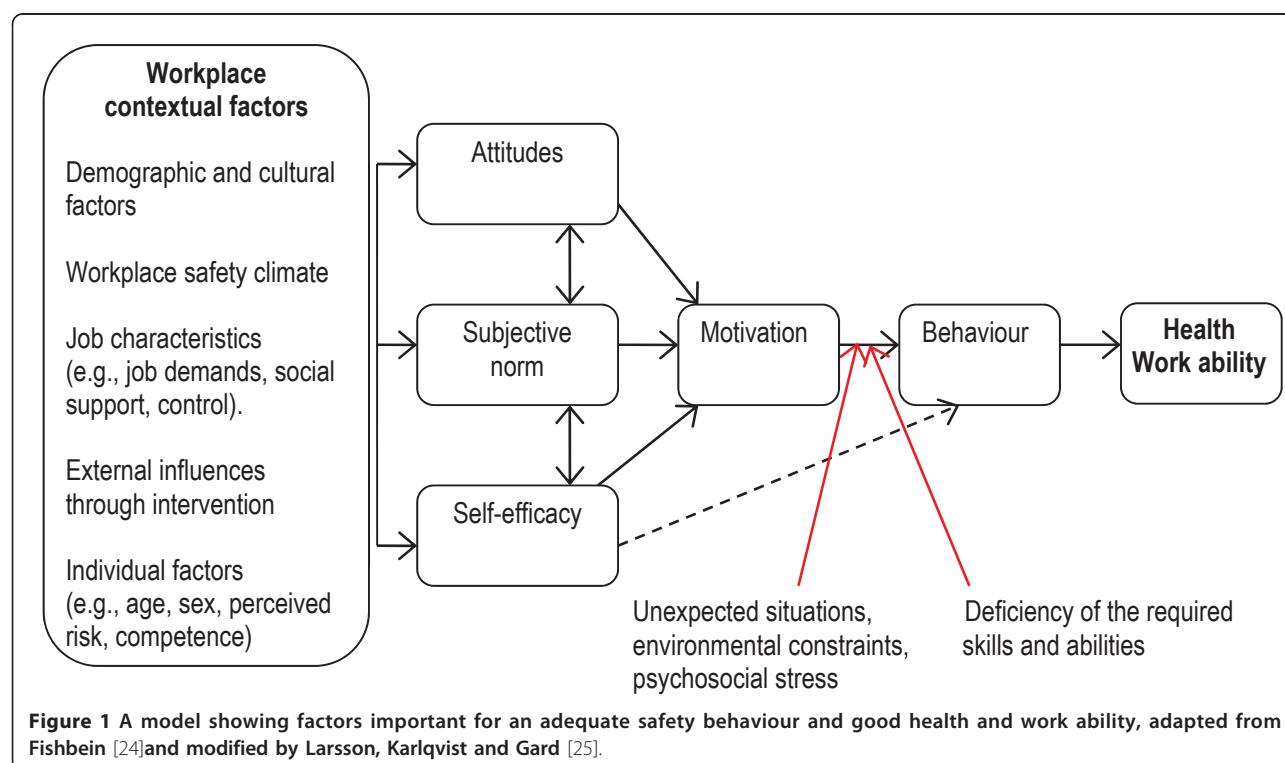 Workplace
contextual factors
Demographic and cultural
factors
Workplace safety climate
Job characteristics
(e.g., job demands, social
support, control).
External influences
through intervention
Individual factors
(e.g., age, sex, perceived
risk, competence)
Attitudes
Subjective
norm
Self-efficacy
Motivation
Behaviour
Health
Work ability
Unexpected situations,
environmental constraints,
psychosocial stress
Deficiency of the required
skills and abilities
Figure 1 A model showing factors important for an adequate safety behaviour and good health and work ability, adapted from
Fishbein [24]and modified by Larsson, Karlqvist and Gard [25].